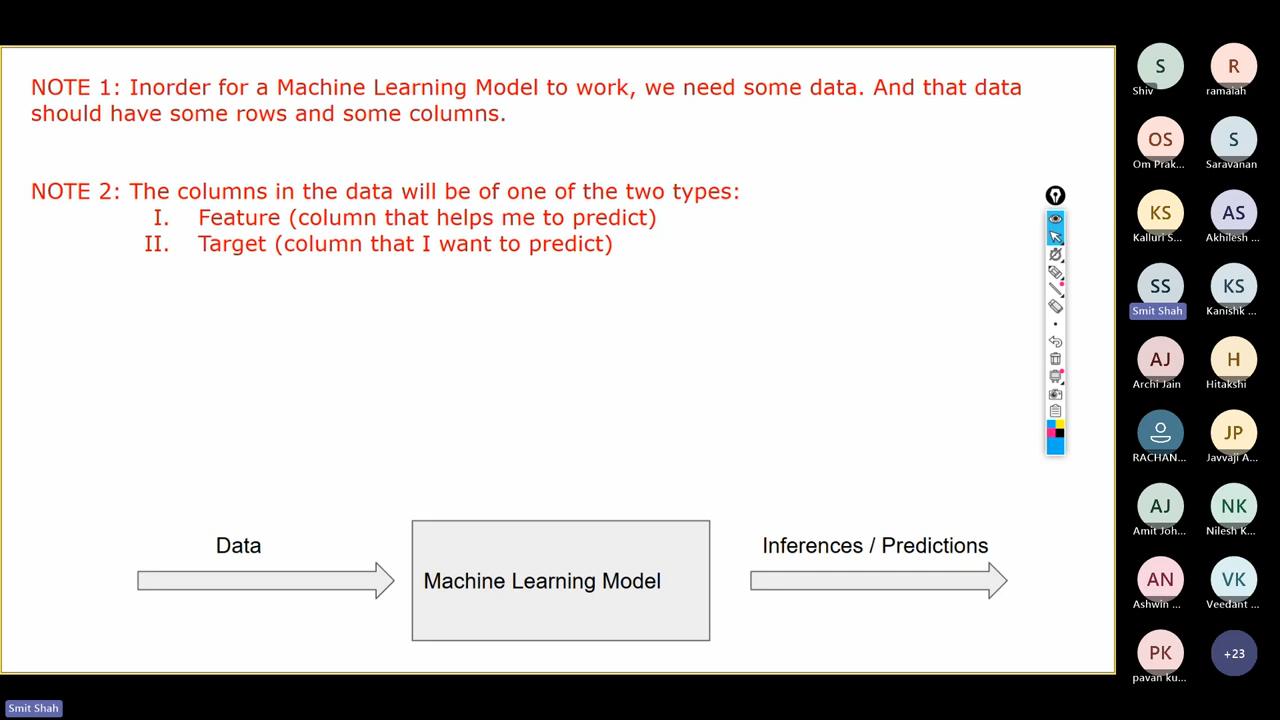 NOTE 1: Inorder for a Machine Learning Model to work, we need some data. And that data
should have some rows and some columns.
NOTE 2: The columns in the data will be of one of the two types:
I. Feature (column that helps me to predict)
II. Target (column that I want to predict)
Data
Machine Learning Model
Inferences / Predictions
S
Shiv
R
ramaiah
OS
Om Prak...
S
Saravanan
KS
Kalluri S...
AS
Akhilesh ...
SS
Smit Shah
KS
Kanishk ...
AJ
Archi Jain
H
Hitakshi
RACHAN...
JP
Javvaji A...
AJ
Amit Joh...
NK
Nilesh K...
AN
Ashwin ...
VK
Veedant ...
PK
pavan ku...
+23
Smit Shah